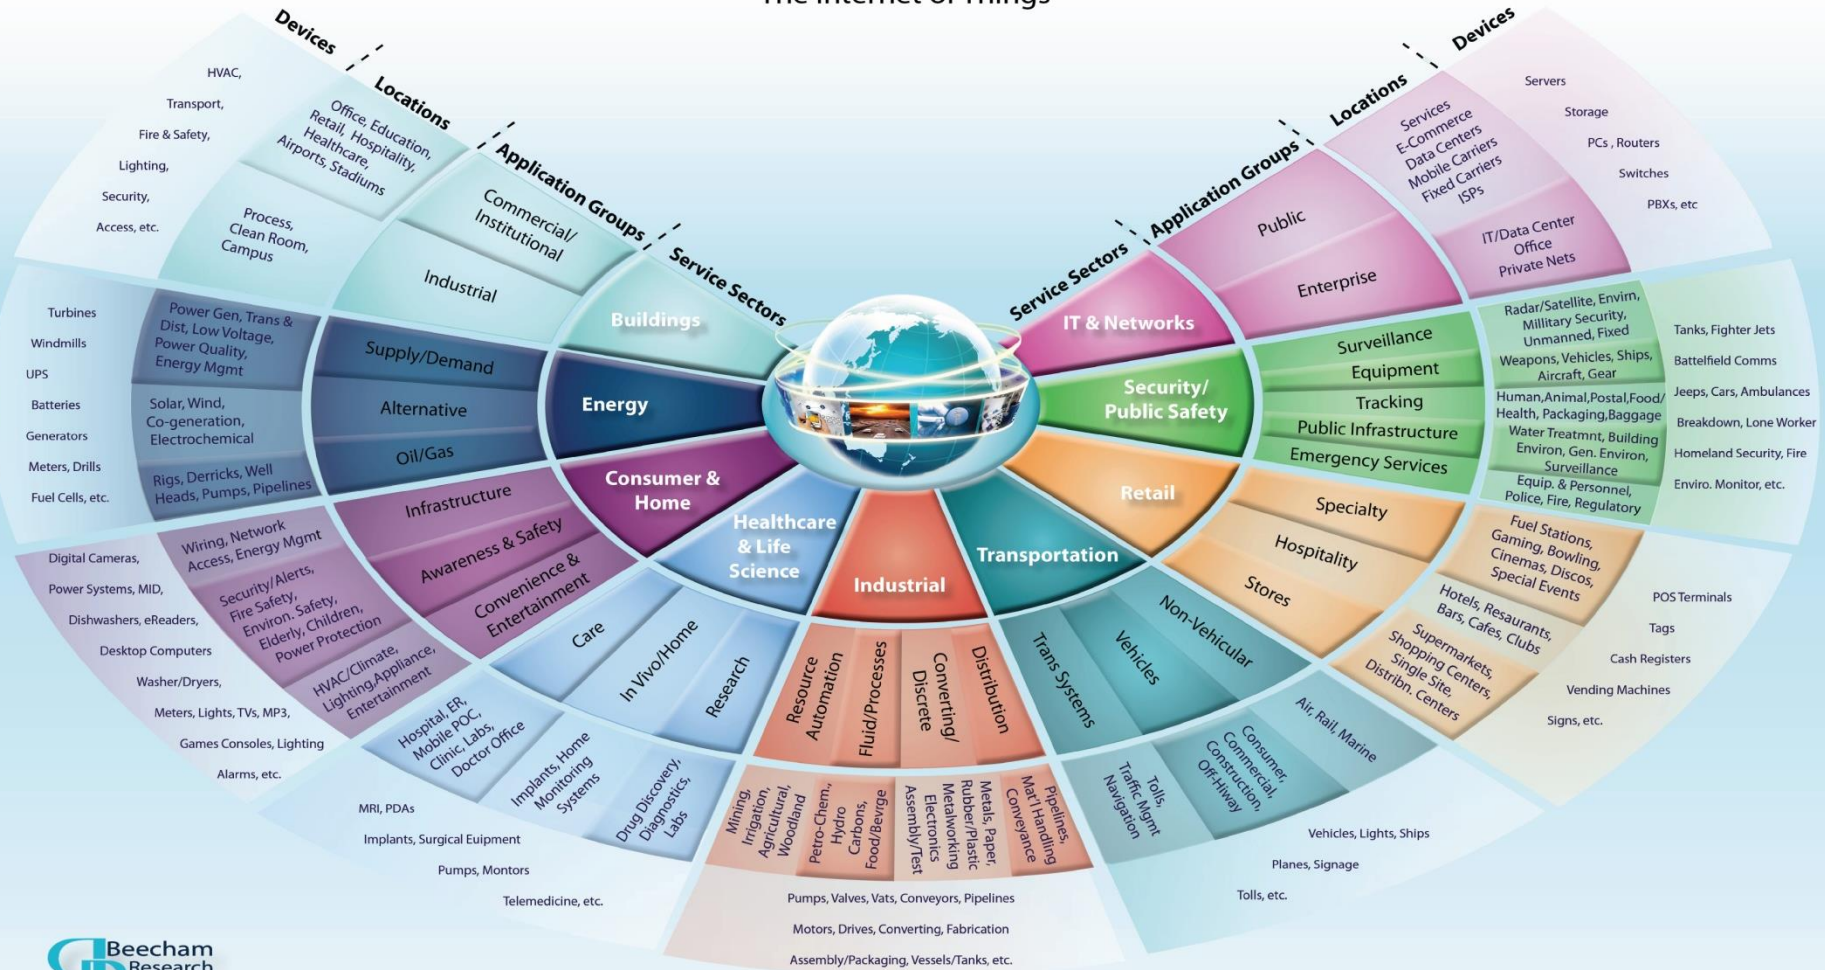 The Internet of Things
Devices
Locations
Application Groups
Service Sectors
HVAC,
Transport,
Fire & Safety,
Lighting,
Security,
Access, etc.
Office, Education,
Retail, Hospitality,
Healthcare,
Airports, Stadiums
Process,
Clean Room,
Campus
Commercial/
Institutional
Industrial
Buildings
Turbines
Windmills
UPS
Batteries
Generators
Meters, Drills
Fuel Cells, etc.
Power Gen, Trans &
Dist, Low Voltage,
Power Quality,
Energy Mgmt
Solar, Wind,
Co-generation,
Electrochemical
Rigs, Derricks, Well
Heads, Pumps, Pipelines
Supply/Demand
Alternative
Oil/Gas
Energy
Digital Cameras,
Power Systems, MID,
Dishwashers, eReaders,
Desktop Computers
Washer/Dryers,
Meters, Lights, TVs, MP3,
Games Consoles, Lighting
Alarms, etc.
Wiring, Network
Access, Energy Mgmt
Security/Alerts,
Fire Safety,
Environ. Safety,
Elderly, Children,
Power Protection
HVAC/Climate,
Lighting,Appliance,
Entertainment
Infrastructure
Awareness & Safety
Convenience &
Entertainment
Consumer &
Home
MRI, PDAs
Implants, Surgical Euipment
Pumps, Montors
Telemedicine, etc.
Hospital, ER,
Mobile POC,
Clinic, Labs,
Doctor Office
Implants, Home
Monitoring
Systems
Drug Discovery,
Diagnostics,
Labs
Care
In Vivo/Home
Research
Healthcare
& Life
Science
Industrial
Resource
Automation
Fluid/Processes
Converting/
Discrete
Distribution
Mining,
Irrigation,
Agricultural,
Woodland
Petro-Chem.,
Hydro
Carbons,
Food/Bevrge
Metals, Paper,
Rubber/Plastic
Metalworking
Electronics
Assembly/Test
Pipelines,
Mat'l Handling
Conveyance
Pumps, Valves, Vats, Conveyors, Pipelines
Motors, Drives, Converting, Fabrication
Assembly/Packaging, Vessels/Tanks, etc.
Transportation
Trans Systems
Vehicles
Non-Vehicular
Tolls,
Traffic Mgmt
Navigation
Consumer,
Commercial,
Construction,
Off-Hiway
Air, Rail, Marine
Vehicles, Lights, Ships
Planes, Signage
Tolls, etc.
Retail
Specialty
Hospitality
Stores
Fuel Stations,
Gaming, Bowling,
Cinemas, Discos,
Special Events
Hotels, Resaurants,
Bars, Cafes, Clubs
Supermarkets,
Shopping Centers,
Single Site,
Distribn. Centers
POS Terminals
Tags
Cash Registers
Vending Machines
Signs, etc.
Security/
Public Safety
Surveillance
Equipment
Tracking
Public Infrastructure
Emergency Services
Radar/Satellite, Envirn,
Millitary Security,
Unmanned, Fixed
Weapons, Vehicles, Ships,
Aircraft, Gear
Human,Animal,Postal,Food/
Health, Packaging,Baggage
Water Treatmnt, Building
Environ, Gen. Environ,
Surveillance
Equip. & Personnel,
Police, Fire, Regulatory
Tanks, Fighter Jets
Battelfield Comms
Jeeps, Cars, Ambulances
Breakdown, Lone Worker
Homeland Security, Fire
Enviro. Monitor, etc.
IT & Networks
Public
Enterprise
Services
E-Commerce
Data Centers
Mobile Carriers
Fixed Carriers
ISPs
IT/Data Center
Office
Private Nets
Servers
Storage
PCs , Routers
Switches
PBXs, etc
Service Sectors
Application Groups
Locations
Devices
Beecham
Research